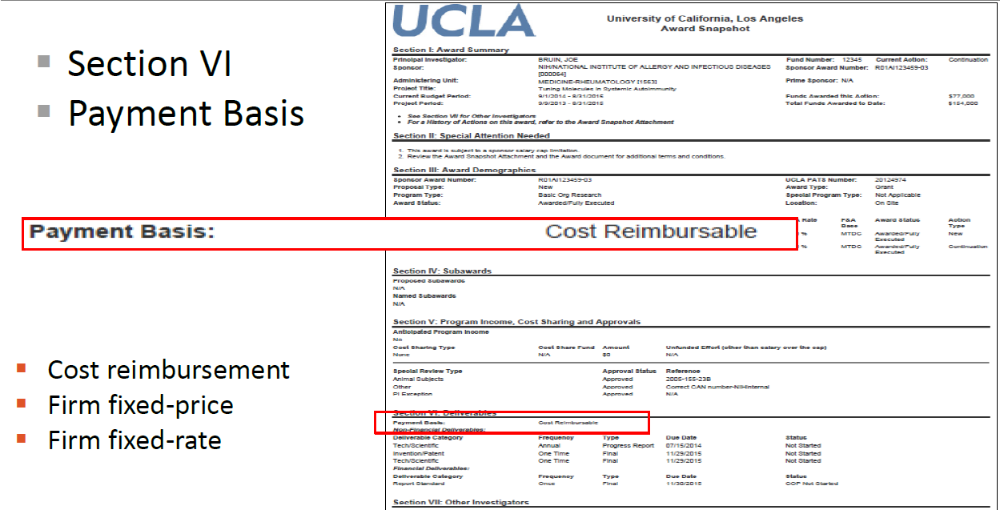 Section VI
Payment Basis
UCLA
University of California, Los Angeles
Award Snapshot
Section I: Award Summary
Principal Investigator: BRUIN, JOE Fund Number: 12345 Current Action: Continuation
Sponsor: NIH/NATIONAL INSTITUTE OF ALLERGY AND INFECTIOUS DISEASES Sponsor Award Number: R01AI123459-03
[000064]
Administering Unit: MEDICINE-RHEUMATOLOGY [1563] Prime Sponsor: N/A
Project Title: Tuning Molecules in Systemic Autoimmunity
Current Budget Period: 9/1/2014 - 8/31/2015 Funds Awarded this Action: $77,000
Project Period: 9/9/2013 - 8/31/2015 Total Funds Awarded to Date: $154,000
See Section VII for Other Investigators
For a History of Actions on this award, refer to the Award Snapshot Attachment
Section II: Special Attention Needed
1. This award is subject to a sponsor salary cap limitation.
2. Review the Award Snapshot Attachment and the Award document for additional terms and conditions.
Section III: Award Demographics
Sponsor Award Number: R01AI123459-03 UCLA PATS Number: 20124974
Proposal Type: New Award Type: Grant
Program Type: Basic Org Research Special Program Type: Not Applicable
Award Status: Awarded/Fully Executed Location: On Site
Rate F&A Base Award Status Action Type
% MTDC Awarded/Fully Executed New
% MTDC Awarded/Fully Executed Continuation
Payment Basis: Cost Reimbursable
Section IV: Subawards
Proposed Subawards
N/A
Named Subawards
N/A
Section V: Program Income, Cost Sharing and Approvals
Anticipated Program Income
No
Cost Sharing Type Cost Share Fund Amount Unfunded Effort (other than salary over the cap)
None N/A $0 N/A
Special Review Type Approval Status Reference
Animal Subjects Approved 2005-155-23B
Other Approved Correct CAN number-NIHinternal
PI Exception Approved N/A
Section VI: Deliverables
Payment Basis: Cost Reimbursable
Non-Financial Deliverables:
Deliverable Category Frequency Type Due Date Status
Tech/Scientific Annual Progress Report 07/15/2014 Not Started
Invention/Patent One Time Final 11/29/2015 Not Started
Tech/Scientific One Time Final 11/29/2015 Not Started
Financial Deliverables:
Deliverable Category Frequency Type Due Date Status
Report Standard Once Final 11/30/2015 COP Not Started
Section VII: Other Investigators
Cost reimbursement
Firm fixed-price
Firm fixed-rate